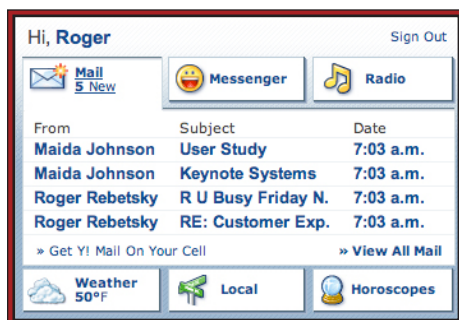 Hi, Roger Sign Out
Mail
5 New
Messenger
Radio
From Subject Date
Maida Johnson User Study 7:03 a.m.
Maida Johnson Keynote Systems 7:03 a.m.
Roger Rebetsky R U Busy Friday N. 7:03 a.m.
Roger Rebetsky RE: Customer Exp. 7:03 a.m.
» Get Y! Mail On Your Cell » View All Mail
Weather
50°F
Local
Horoscopes